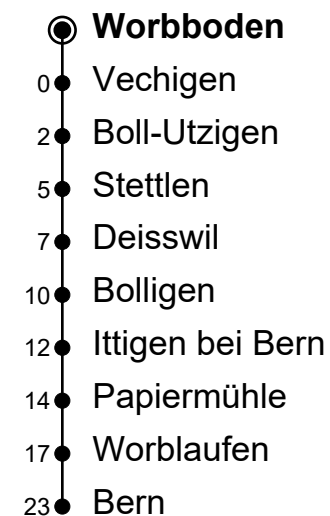 Worbboden
0 Vechigen
2 Boll-Utzigen
5 Stettlen
7 Deisswil
10 Bolligen
12 Ittigen bei Bern
14 Papiermühle
17 Worblaufen
23 Bern